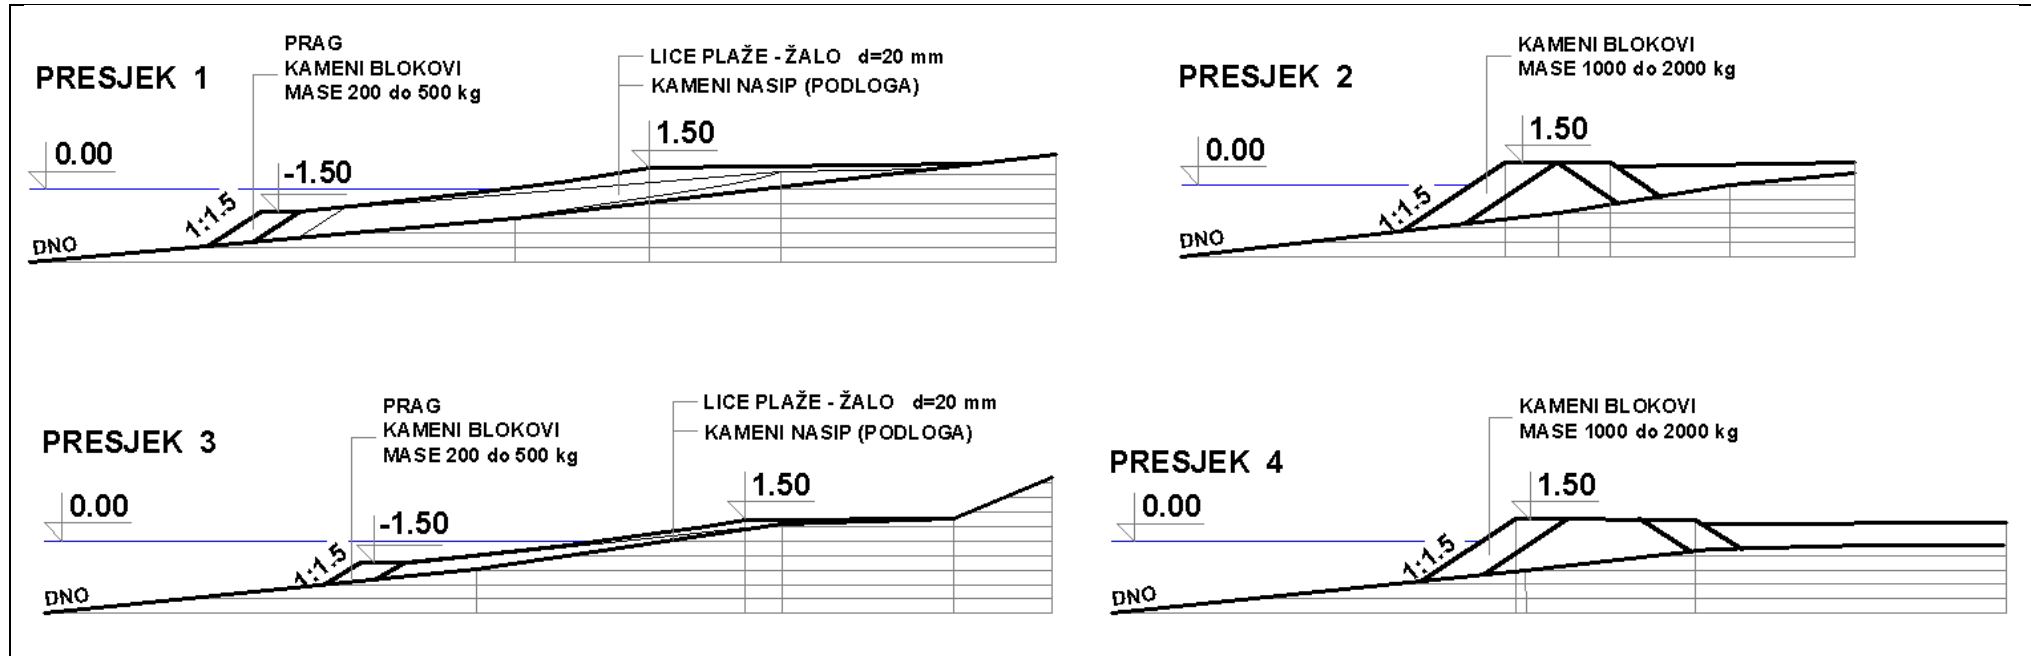 PRESJEK 1
PRAG
KAMENI BLOKOVI
MASE 200 do 500 kg
LICE PLAŽE - ŽALO d=20 mm
KAMENI NASIP (PODLOGA)
0.00
-1.50
1.50
1:1.5
DNO
PRESJEK 2
KAMENI BLOKOVI
MASE 1000 do 2000 kg
0.00
1.50
1:1.5
DNO
PRESJEK 3
PRAG
KAMENI BLOKOVI
MASE 200 do 500 kg
LICE PLAŽE - ŽALO d=20 mm
KAMENI NASIP (PODLOGA)
0.00
-1.50
1.50
1:1.5
DNO
PRESJEK 4
KAMENI BLOKOVI
MASE 1000 do 2000 kg
0.00
1.50
1:1.5
DNO